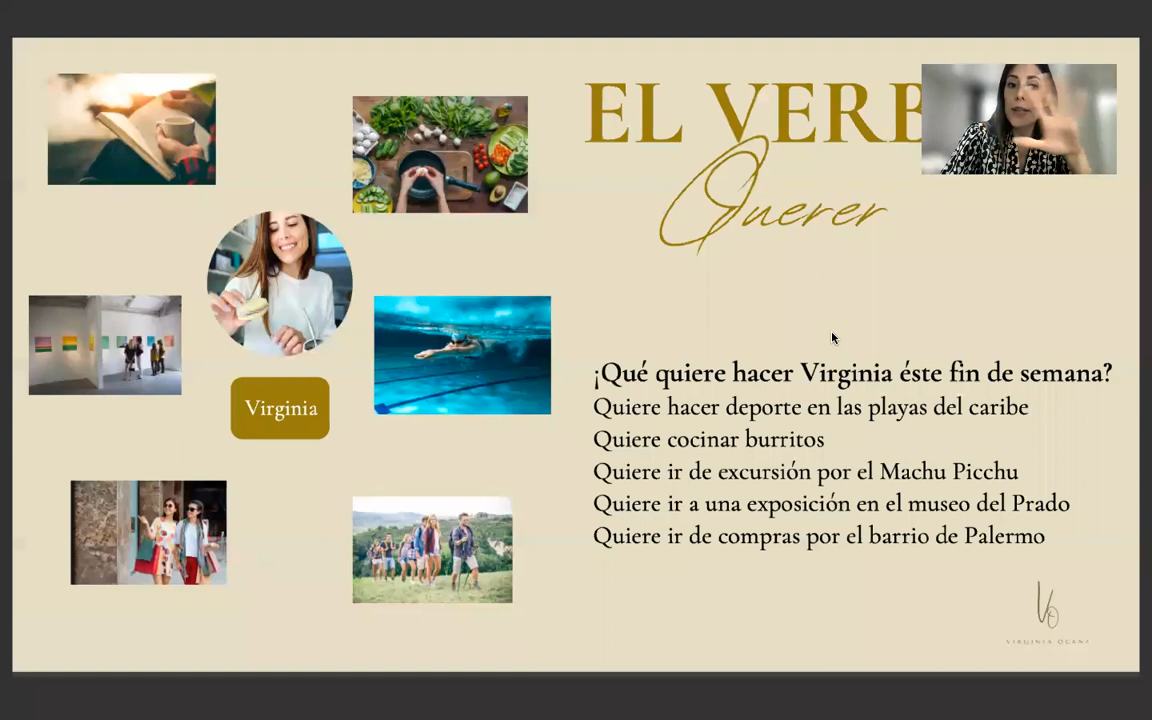 EL VERB
Querer
Virginia
¡Qué quiere hacer Virginia éste fin de semana?
Quiere hacer deporte en las playas del caribe
Quiere cocinar burritos
Quiere ir de excursión por el Machu Picchu
Quiere ir a una exposición en el museo del Prado
Quiere ir de compras por el barrio de Palermo
VO
VIRGINIA OCAÑA